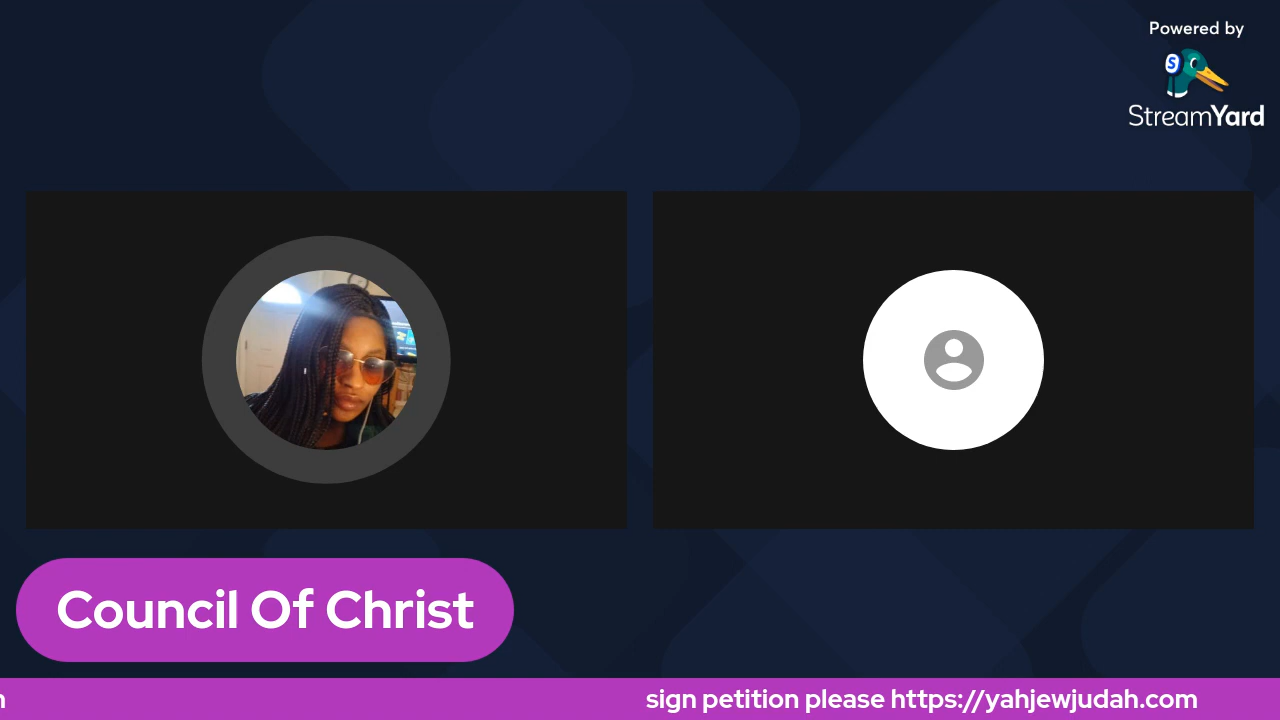 Powered by
S
StreamYard
Council Of Christ
sign petition please https://yahjewjudah.com